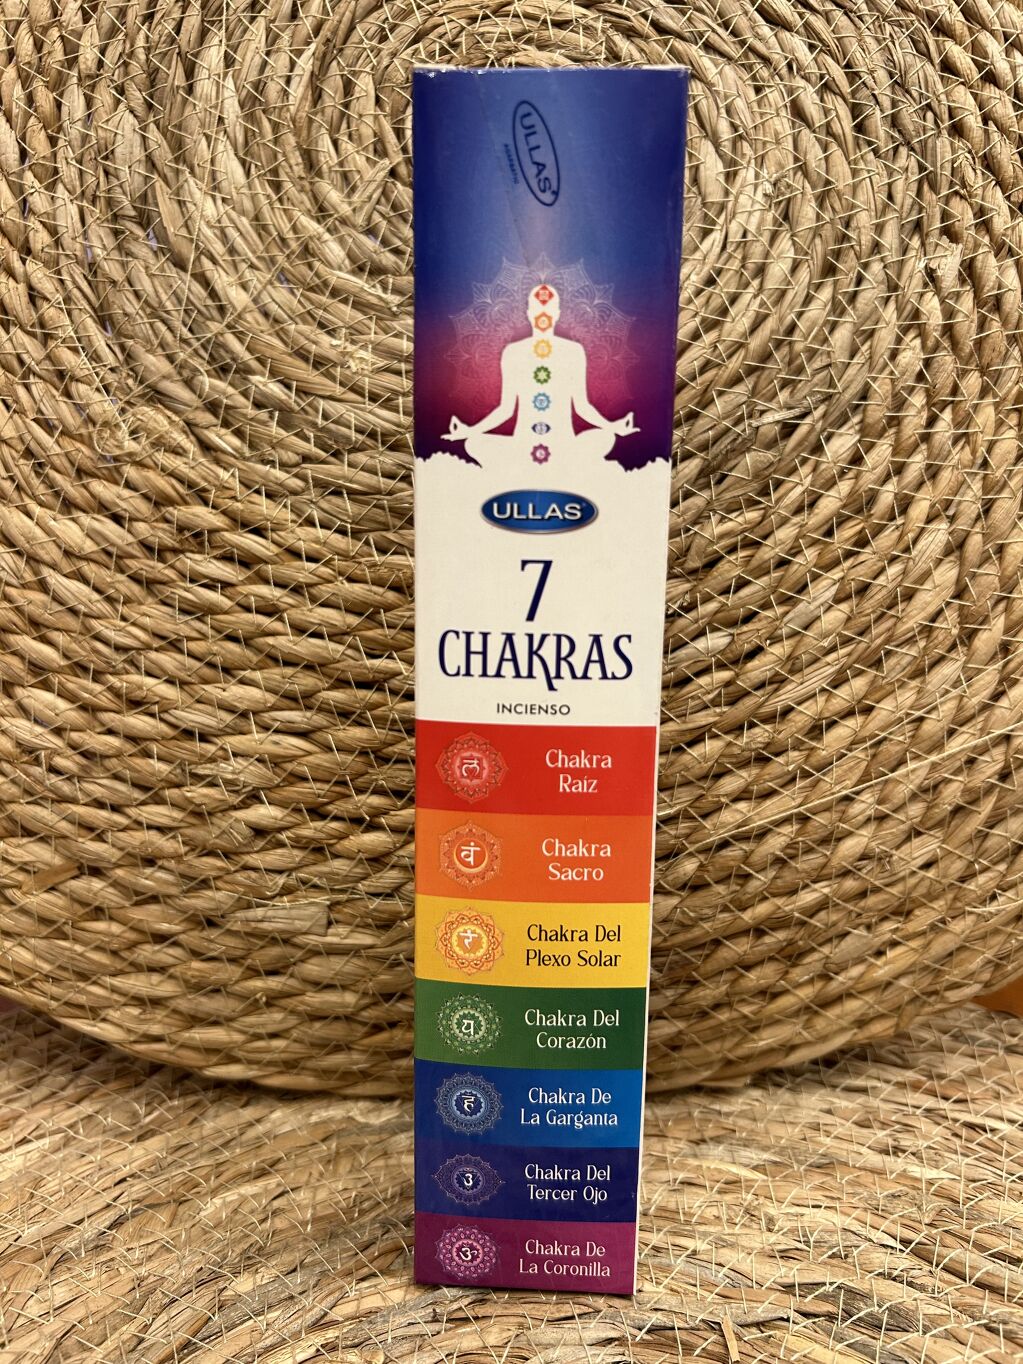 ULLAS
ULLAS
7
CHAKRAS
INCIENSO
लं
Chakra
Raíz
वं
Chakra
Sacro
रं
Chakra Del
Plexo Solar
यं
Chakra Del
Corazón
हं
Chakra De
La Garganta
Chakra Del
Tercer Ojo
ॐ
Chakra De
La Coronilla